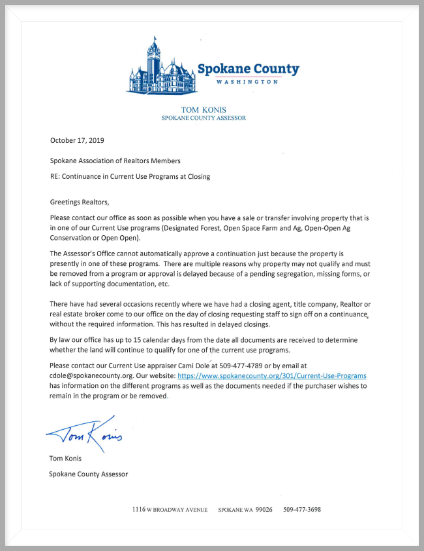 Spokane County
WASHINGTON
TOM KONIS
SPOKANE COUNTY ASSESSOR
October 17, 2019
Spokane Association of Realtors Members
RE: Continuance in Current Use Programs at Closing
Greetings Realtors,
Please contact our office as soon as possible when you have a sale or transfer involving property that is
in one of our Current Use programs (Designated Forest, Open Space Farm and Ag, Open-Open Ag
Conservation or Open Open).
The Assessor's Office cannot automatically approve a continuation just because the property is
presently in one of these programs.  There are multiple reasons why property may not qualify and must
be removed from a program or approval is delayed because of a pending segregation, missing forms, or
lack of supporting documentation, etc.
There have had several occasions recently where we have had a closing agent, title company, Realtor or
real estate broker come to our office on the day of closing requesting staff to sign off on a continuance,
without the required information. This has resulted in delayed closings.
By law our office has up to 15 calendar days from the date all documents are received to determine
whether the land will continue to qualify for one of the current use programs.
Please contact our Current Use appraiser Cami Dole at 509-477-4789 or by email at
cdole@spokanecounty.org. Our website: https://www.spokanecounty.org/301/Current-Use-Programs
has information on the different programs as well as the documents needed if the purchaser wishes to
remain in the program or be removed.
Tom Konis
Tom Konis
Spokane County Assessor
1116 W BROADWAY AVENUE SPOKANE WA 99026 509-477-3698